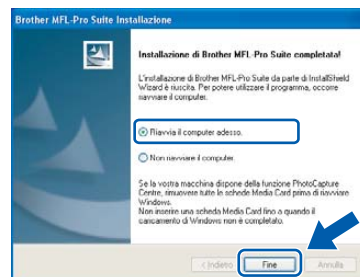 Brother MFL-Pro Suite Installazione
Installazione di Brother MFL-Pro Suite completata!
L'installazione di Brother MFL-Pro Suite da parte di InstallShield
Wizard è riuscita. Per potere utilizzare il programma, occorre
riavviare il computer.
Riavvia il computer adesso.
Non riavviare il computer.
Se la vostra macchina dispone della funzione PhotoCapture
Centre, rimuovere tutte le schede Media Card prima di riavviare
Windows.
Non inserire una scheda Media Card fino a quando il
caricamento di Windows non è completato.
< Indietro Fine Annulla